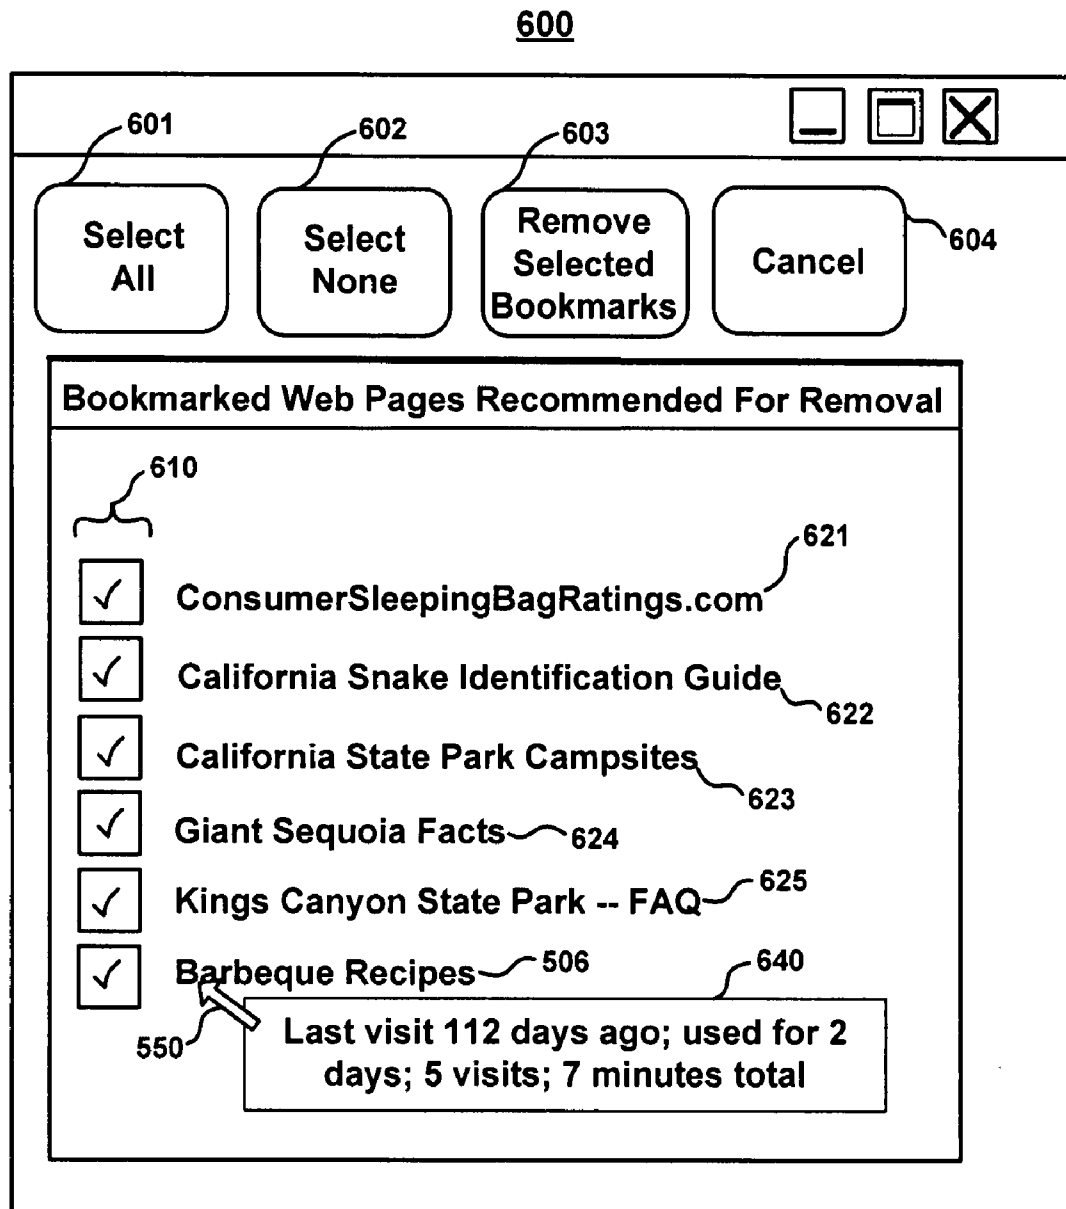 600
601
602
603
604
Select
All
Select
None
Remove
Selected
Bookmarks
Cancel
Bookmarked Web Pages Recommended For Removal
610
621
ConsumerSleepingBagRatings.com
California Snake Identification Guide
622
California State Park Campsites
623
Giant Sequoia Facts 624
Kings Canyon State Park -- FAQ 625
Barbeque Recipes 506
640
550
Last visit 112 days ago; used for 2
days; 5 visits; 7 minutes total